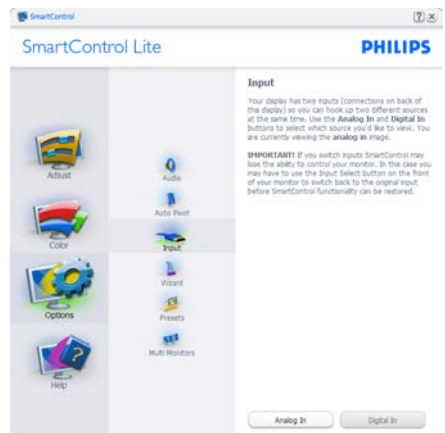 SmartControl
SmartControl Lite
PHILIPS
Adjust
Color
Options
Help
Audio
Auto Pivot
Input
Wizard
Presets
Multi Monitors
Input
Your display has two inputs (connections on back of
this display) so you can hook up two different sources
at the same time. Use the Analog In and Digital In
buttons to select which source you'd like to view. You
are currently viewing the analog in image.
IMPORTANT! If you switch inputs SmartControl may
lose the ability to control your monitor. In this case you
may have to use the Input Select button on the front
of your monitor to switch back to the original input
before SmartControl functionality can be restored.
Analog In
Digital In